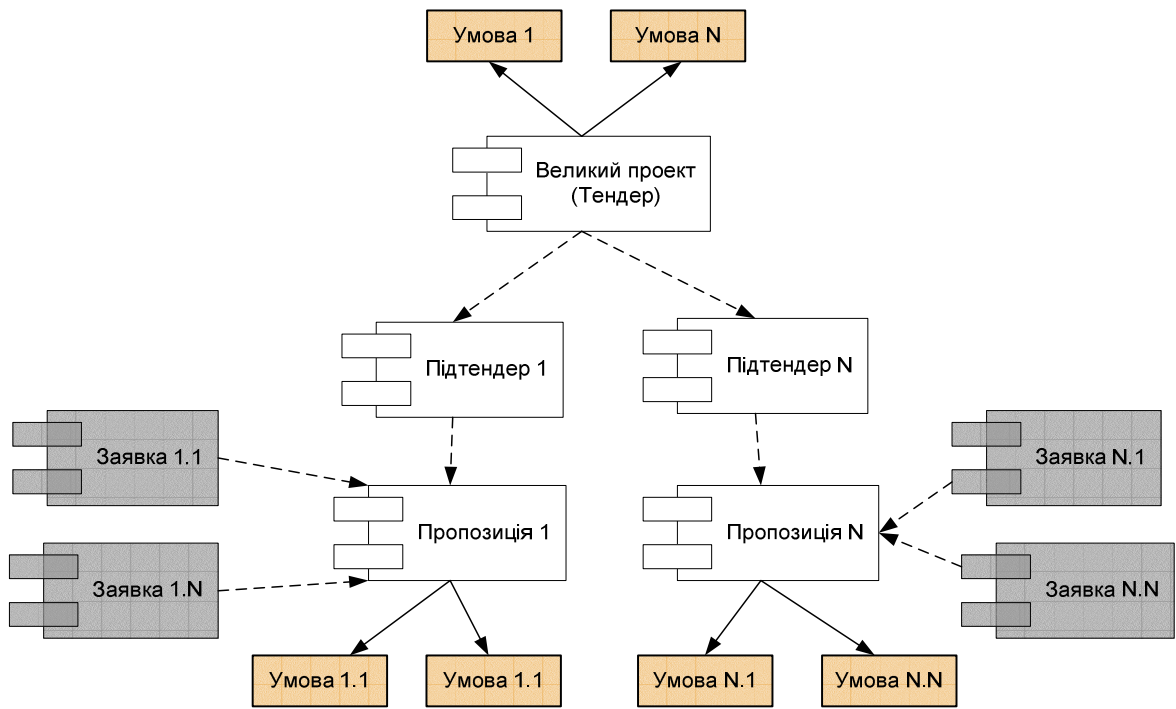 Умова 1
Умова N
Великий проект
(Тендер)
Підтендер 1
Підтендер N
Заявка 1.1
Заявка N.1
Пропозиція 1
Пропозиція N
Заявка 1.N
Заявка N.N
Умова 1.1
Умова 1.1
Умова N.1
Умова N.N